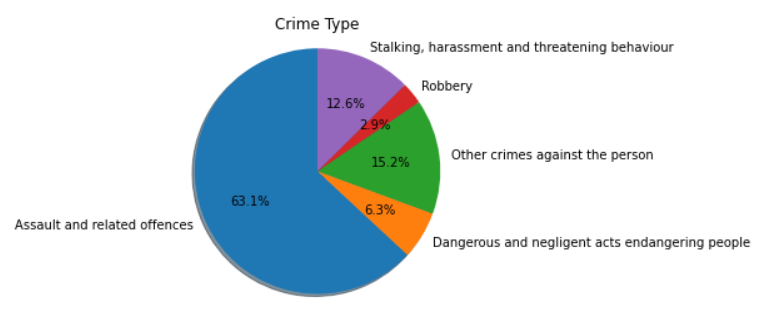 Crime Type
Stalking, harassment and threatening behaviour
Robbery
12.6%
2.9%
Other crimes against the person
15.2%
63.1%
6.3%
Assault and related offences
Dangerous and negligent acts endangering people